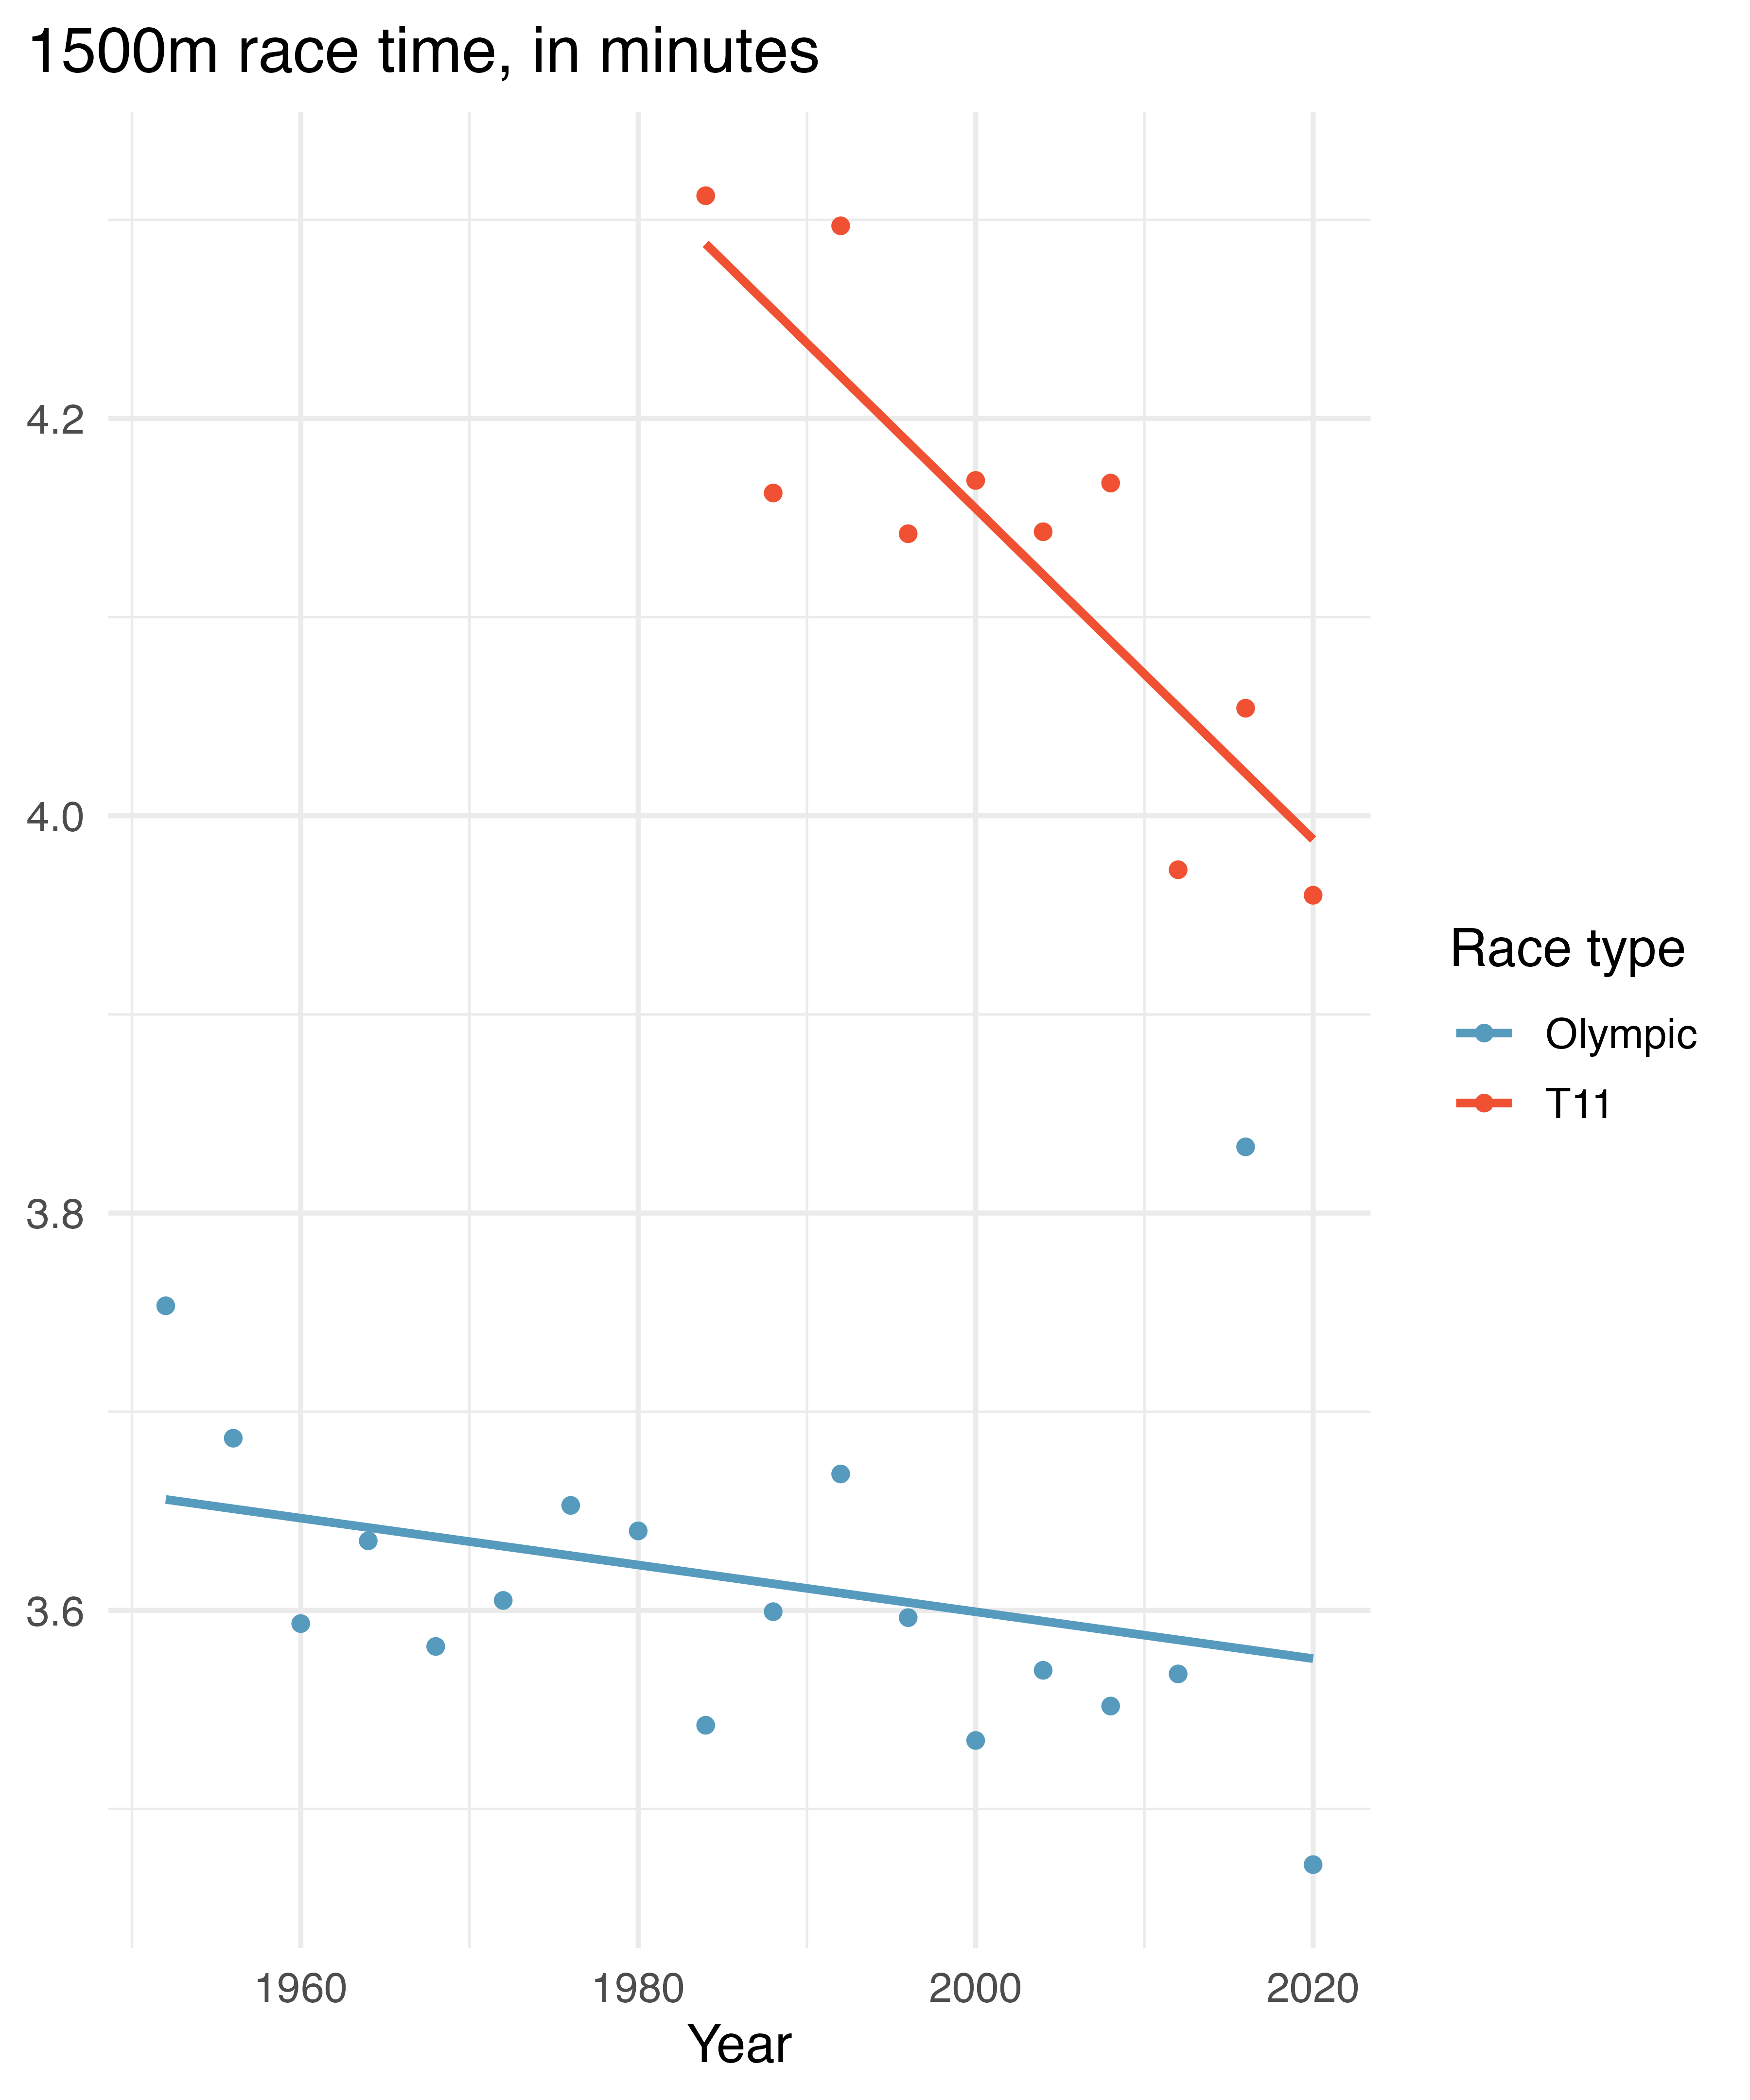 1500m race time, in minutes
4.2
4.0
3.8
3.6
1960 1980 2000 2020
Year
Race type
Olympic
T11